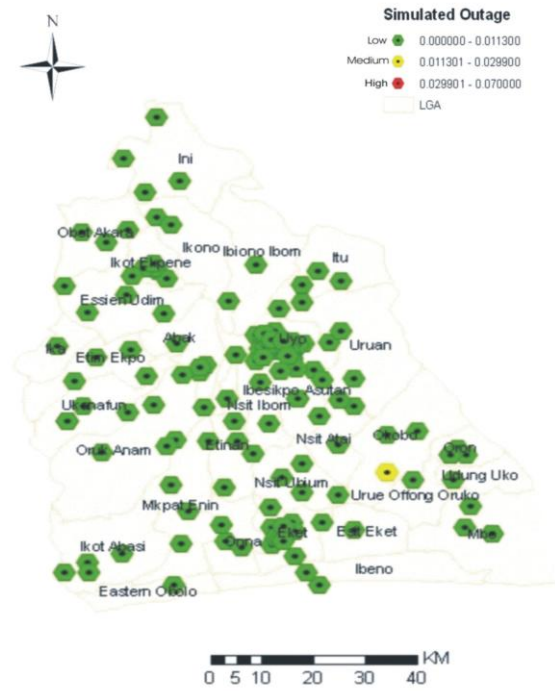 N
Simulated Outage
Low 0.000000 - 0.011300
Medium 0.011301 - 0.029900
High 0.029901 - 0.070000
LGA
Ini
Obot Akara
Ikono
Ibiono Ibom
Itu
Ikot Ekpene
Essien Udim
Abak
Uyo
Uruan
Ika
Etim Ekpo
Ibesikpo Asutan
Ukanafun
Nsit Ibom
Okobo
Oruk Anam
Etinan
Nsit Atai
Oron
Nsit Ubium
Udung Uko
Urue Offong Oruko
Mkpat Enin
Eket
Esit Eket
Mbo
Onna
Ikot Abasi
Ibeno
Eastern Obolo
KM
0 5 10 20 30 40